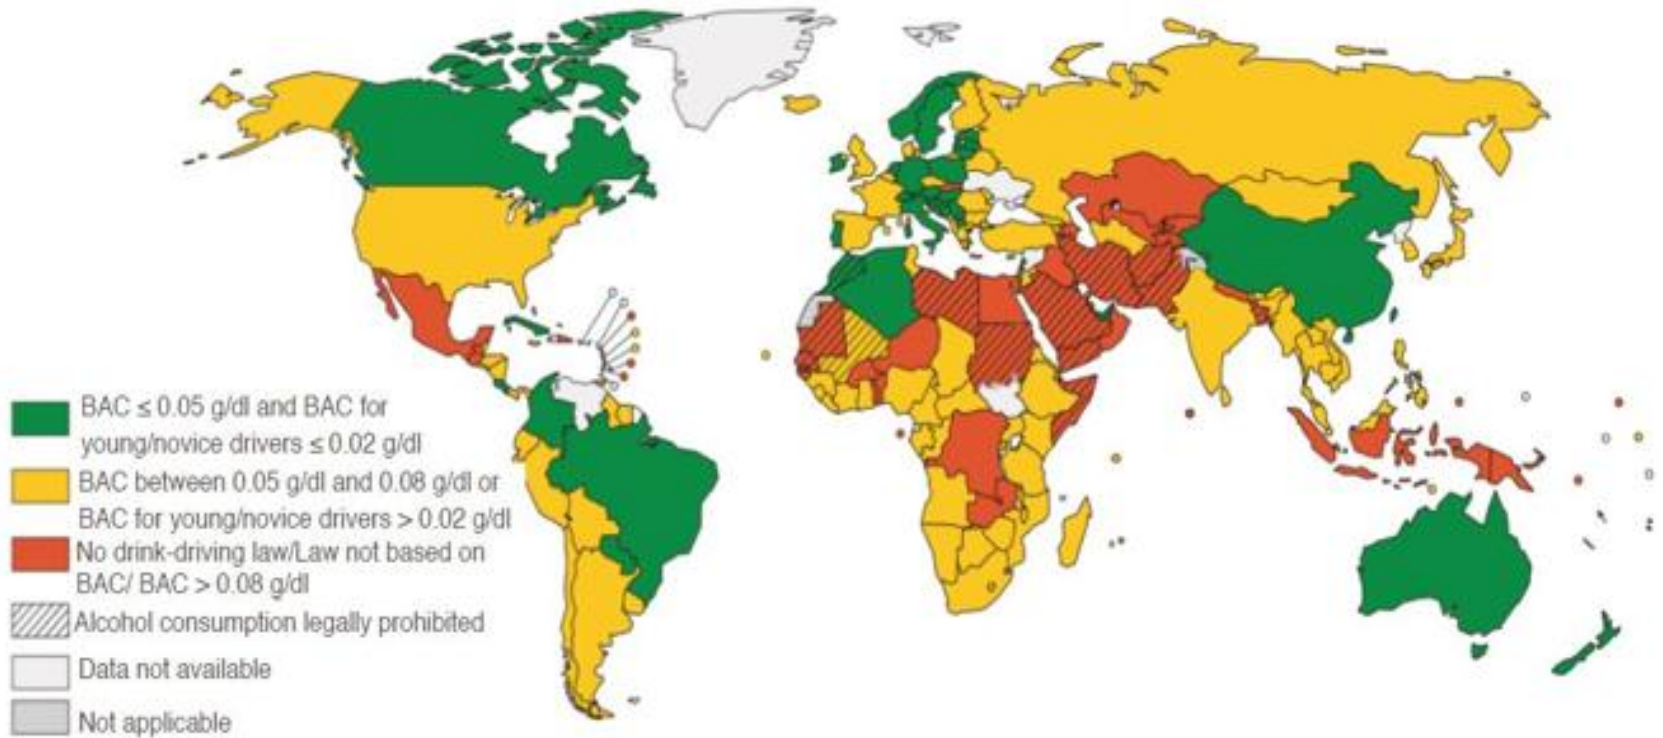 BAC ≤ 0.05 g/dl and BAC for
young/novice drivers ≤ 0.02 g/dl
BAC between 0.05 g/dl and 0.08 g/dl or
BAC for young/novice drivers > 0.02 g/dl
No drink-driving law/Law not based on
BAC/ BAC > 0.08 g/dl
Alcohol consumption legally prohibited
Data not available
Not applicable